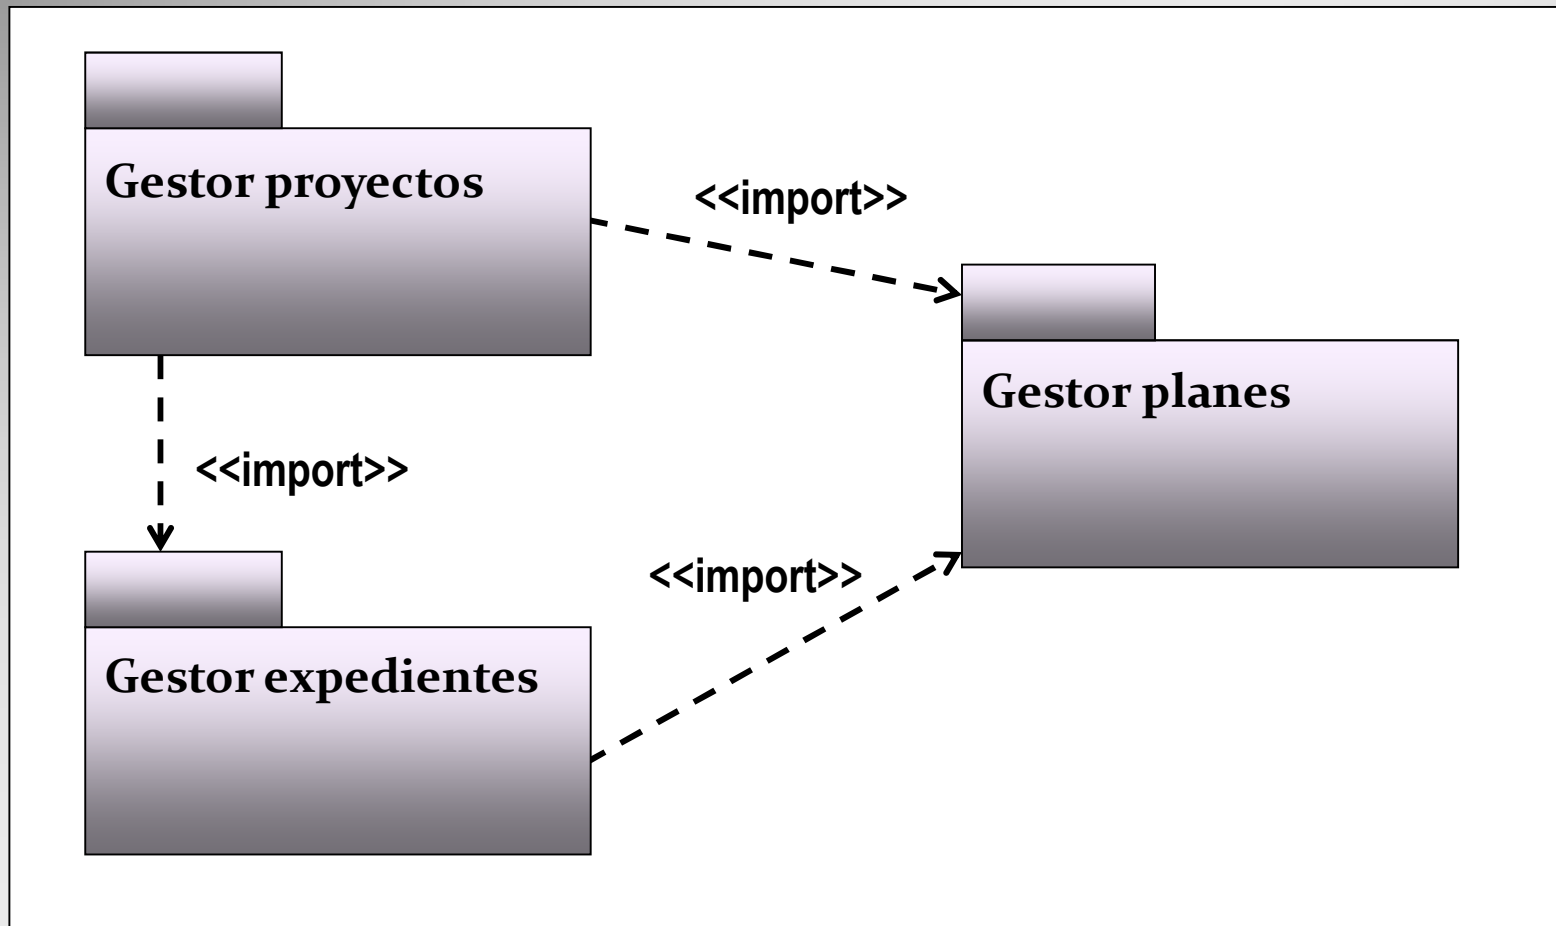 Gestor proyectos
<<import>>
Gestor planes
<<import>>
<<import>>
Gestor expedientes